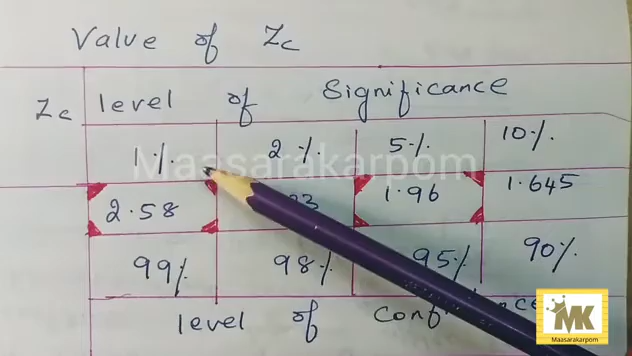 Value of Zc
Zc level of Significance
1% 2% 5% 10%
Maasarakarpom
2.58 1.96 1.645
99% 98% 95% 90%
level of
MK
Maasarakarpom